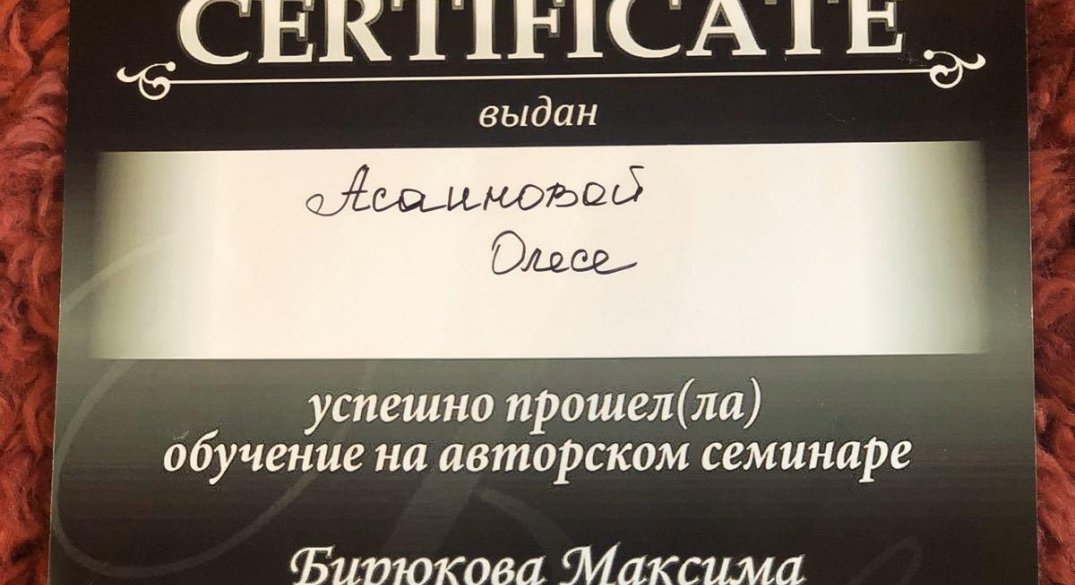 CERTIFICATE
выдан
Асаиновой
Олесе
успешно прошел(ла)
обучение на авторском семинаре
Бирюкова Максима